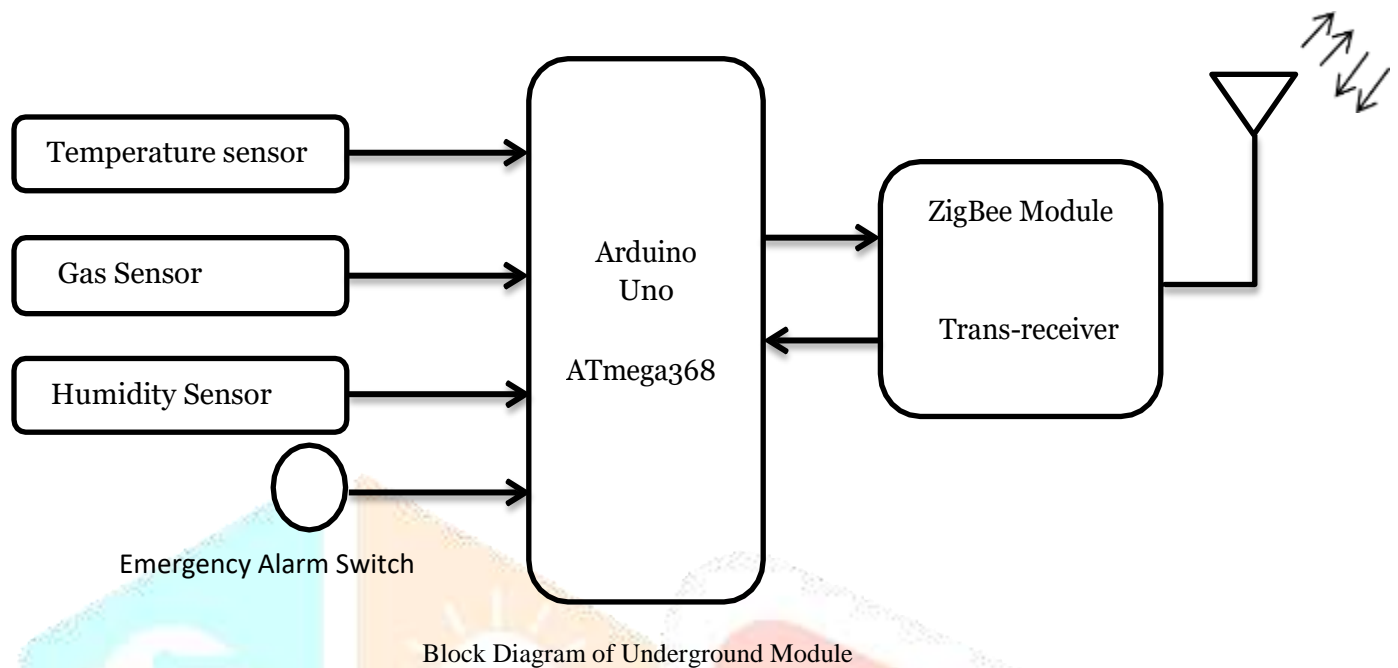 Temperature sensor
Gas Sensor
Humidity Sensor
Emergency Alarm Switch
Arduino
Uno
ATmega368
ZigBee Module
Trans-receiver
Block Diagram of Underground Module